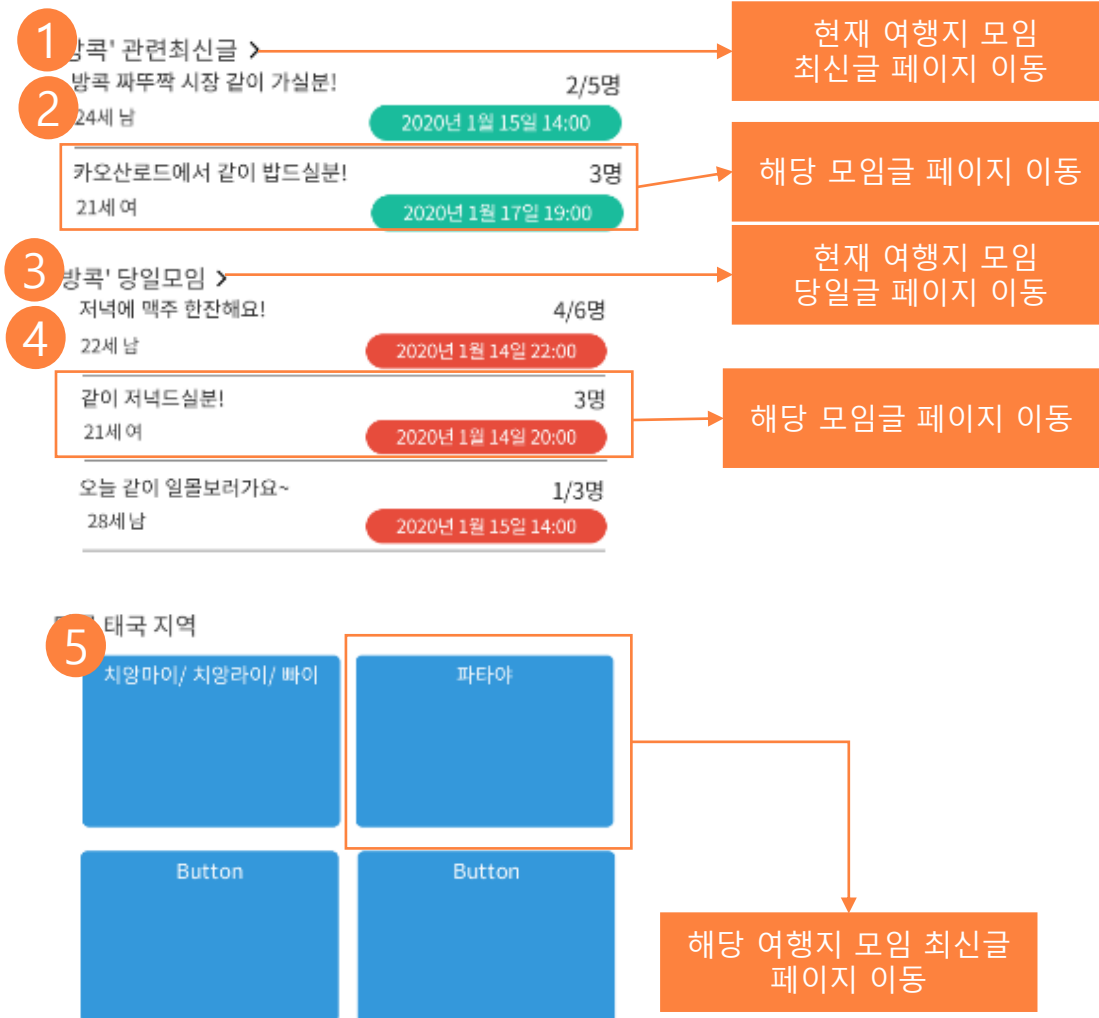 1
콕' 관련최신글 >
현재 여행지 모임
최신글 페이지 이동
방콕 짜뚜짝 시장 같이 가실분!
2/5명
2
24세 남
2020년 1월 15일 14:00
카오산로드에서 같이 밥드실분!
3명
해당 모임글 페이지 이동
21세 여
2020년 1월 17일 19:00
3
방콕' 당일모임 >
현재 여행지 모임
당일글 페이지 이동
저녁에 맥주 한잔해요!
4/6명
4
22세 남
2020년 1월 14일 22:00
같이 저녁드실분!
3명
해당 모임글 페이지 이동
21세 여
2020년 1월 14일 20:00
오늘 같이 일몰보러가요~
1/3명
28세 남
2020년 1월 15일 14:00
5
태국 지역
치앙마이/ 치앙라이/ 빠이
파타야
Button
Button
해당 여행지 모임 최신글
페이지 이동